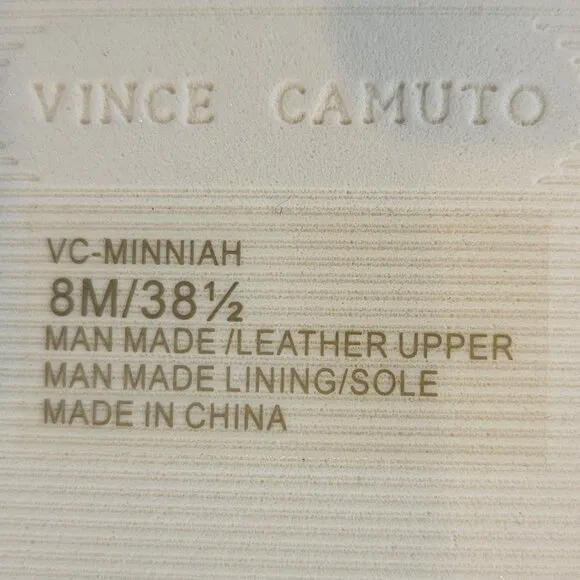 VINCE CAMUTO
VC-MINNIAH
8M/38½
MAN MADE /LEATHER UPPER
MAN MADE LINING/SOLE
MADE IN CHINA